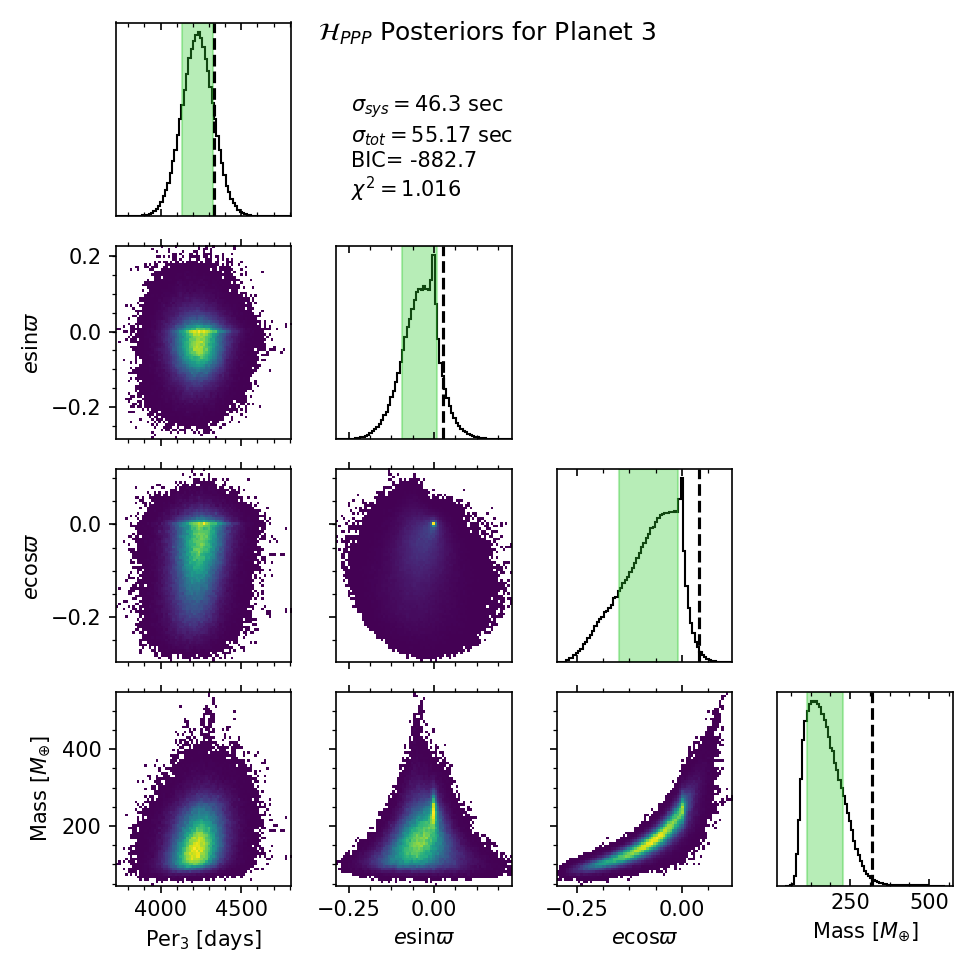 ℋ_PPP Posteriors for Planet 3
σ_sys = 46.3 sec
σ_tot = 55.17 sec
BIC= -882.7
χ² = 1.016
0.2
0.0
−0.2
esinϖ
0.0
−0.2
ecosϖ
400
200
Mass [M⊕]
4000 4500
−0.25 0.00
−0.25 0.00
250 500
Per₃ [days]
esinϖ
ecosϖ
Mass [M⊕]